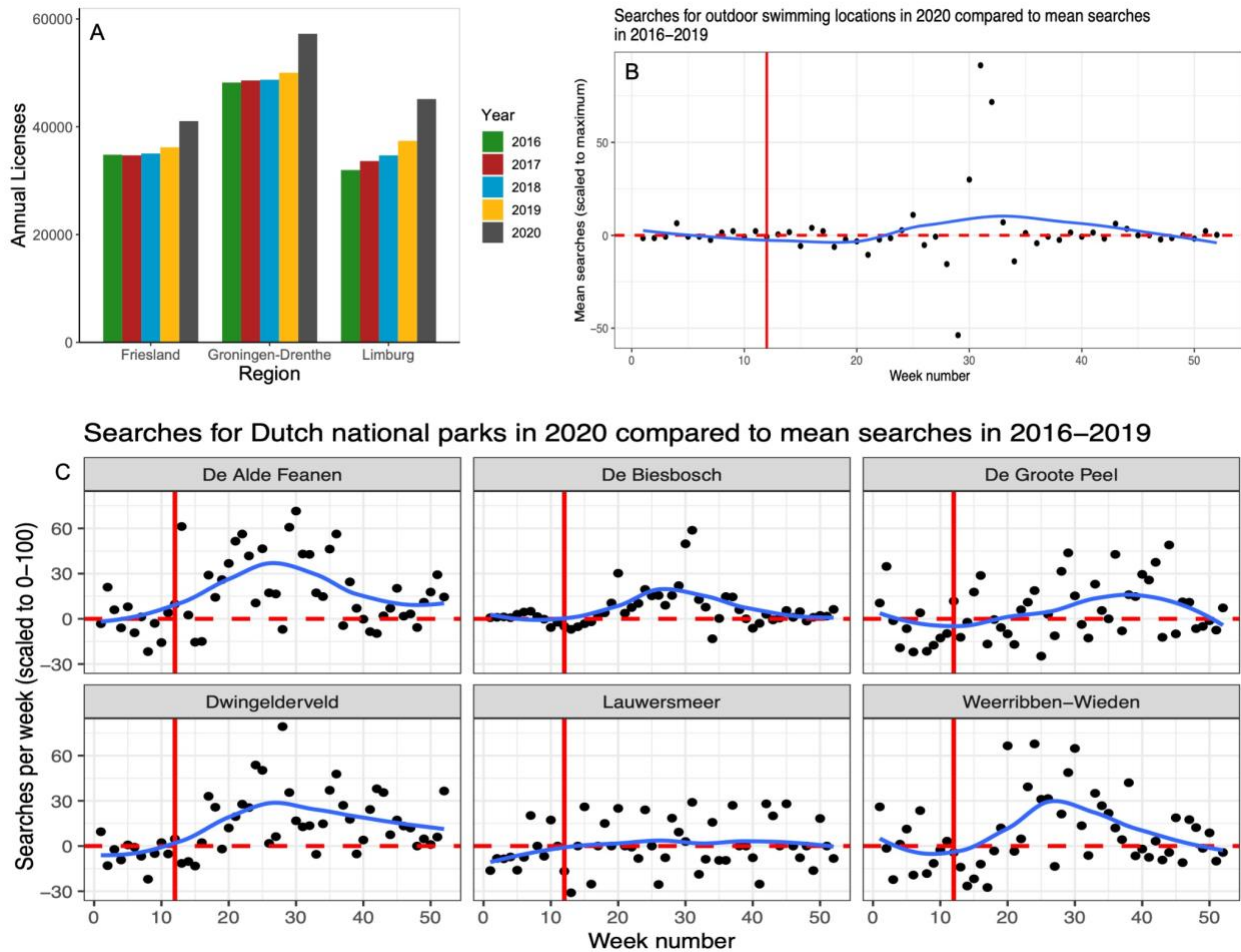 A
60000
40000
20000
0
Annual Licenses
Friesland Groningen-Drenthe Limburg
Region
Year
2016
2017
2018
2019
2020
Searches for outdoor swimming locations in 2020 compared to mean searches
in 2016–2019
B
Mean searches (scaled to maximum)
50
0
−50
0 10 20 30 40 50
Week number
Searches for Dutch national parks in 2020 compared to mean searches in 2016–2019
C
Searches per week (scaled to 0–100)
De Alde Feanen De Biesbosch De Groote Peel
60
30
0
−30
Dwingelderveld Lauwersmeer Weerribben−Wieden
60
30
0
−30
0 10 20 30 40 50 0 10 20 30 40 50 0 10 20 30 40 50
Week number